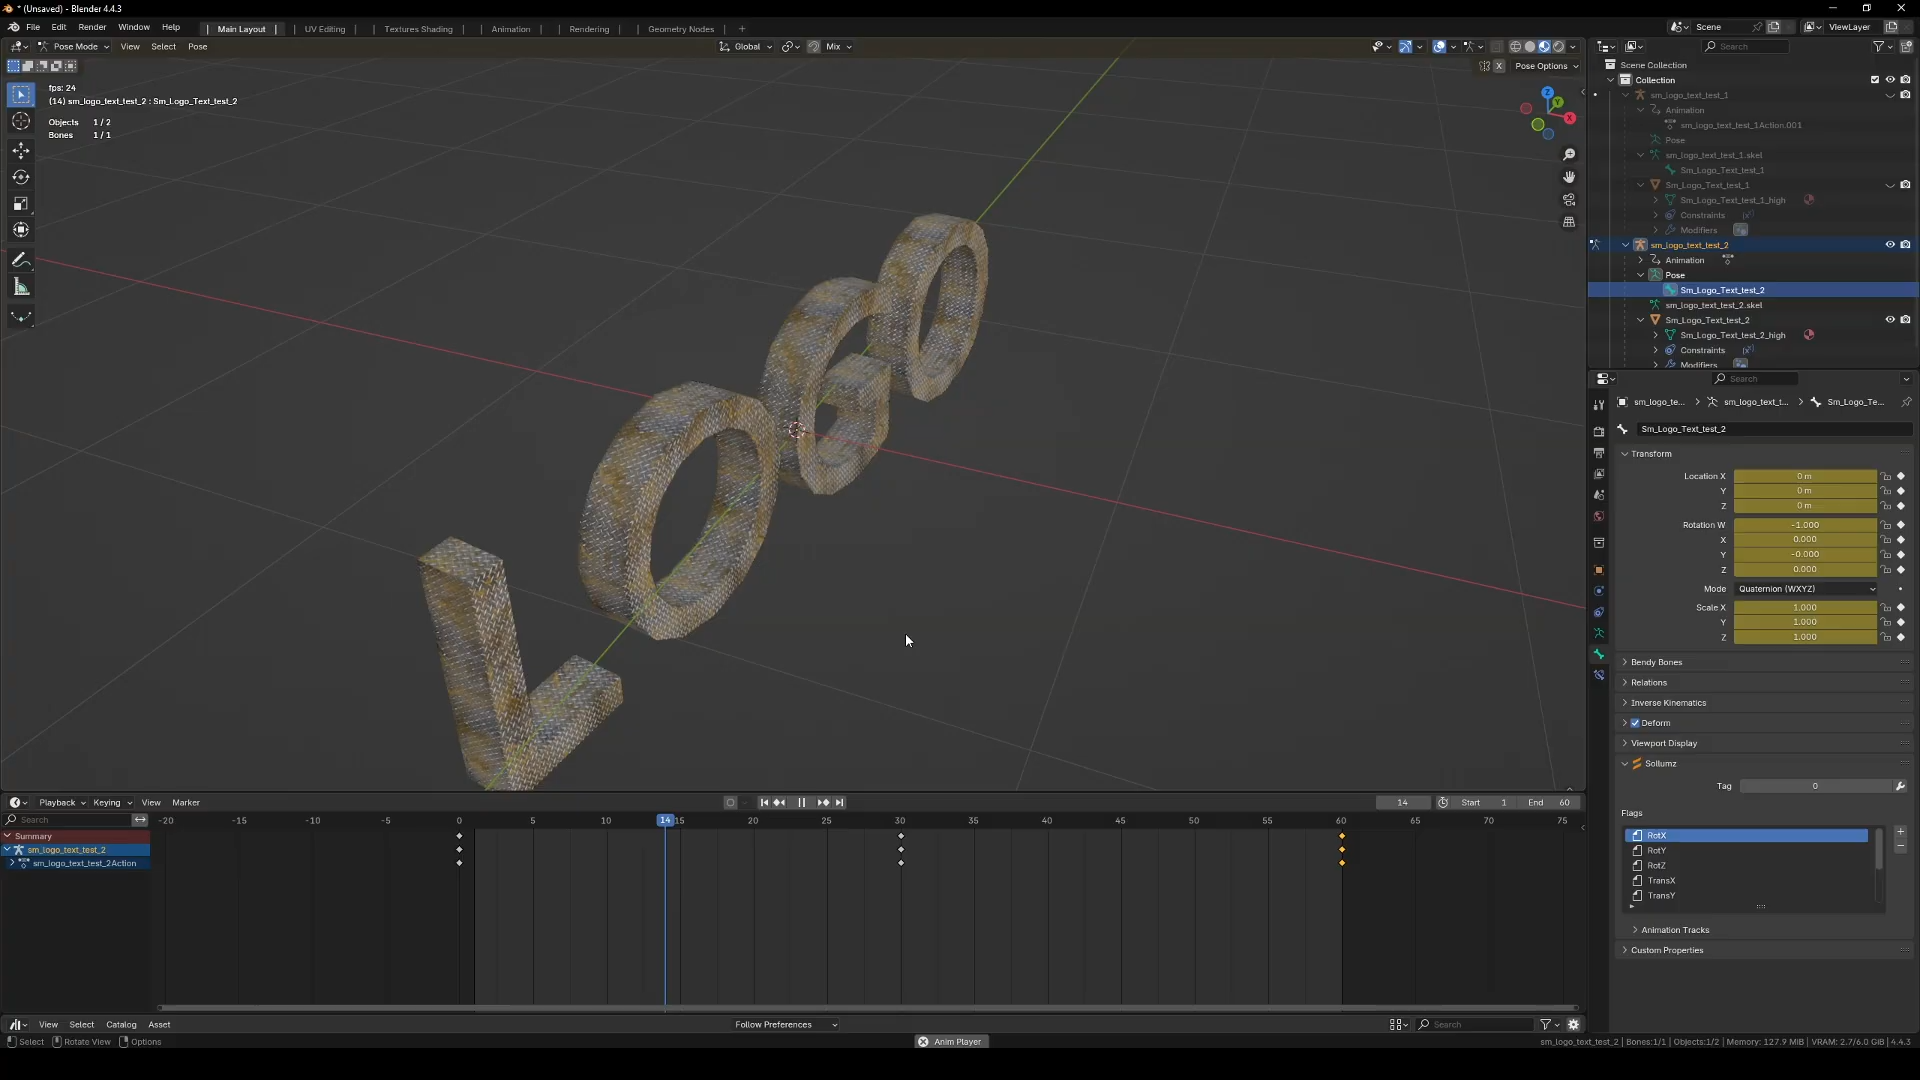 * (Unsaved) - Blender 4.4.3
File Edit Render Window Help
Main Layout UV Editing Textures Shading Animation Rendering Geometry Nodes +
Scene ViewLayer
Pose Mode View Select Pose
Global Mix
Search
X Pose Options
fps: 24
(14) sm_logo_text_test_2 : Sm_Logo_Text_test_2
Objects 1 / 2
Bones 1 / 1
Z Y X
LOGO
Scene Collection
Collection
sm_logo_text_test_1
Animation
sm_logo_text_test_1Action.001
Pose
sm_logo_text_test_1.skel
Sm_Logo_Text_test_1
Sm_Logo_Text_test_1
Sm_Logo_Text_test_1_high
Constraints
Modifiers
sm_logo_text_test_2
Animation
Pose
Sm_Logo_Text_test_2
sm_logo_text_test_2.skel
Sm_Logo_Text_test_2
Sm_Logo_Text_test_2_high
Constraints
Modifiers
Search
sm_logo_te... sm_logo_text_t... Sm_Logo_Te...
Sm_Logo_Text_test_2
Transform
Location X 0 m
Y 0 m
Z 0 m
Rotation W -1.000
X 0.000
Y -0.000
Z 0.000
Mode Quaternion (WXYZ)
Scale X 1.000
Y 1.000
Z 1.000
Bendy Bones
Relations
Inverse Kinematics
Deform
Viewport Display
Sollumz
Tag 0
Flags
RotX
RotY
RotZ
TransX
TransY
Animation Tracks
Custom Properties
Playback Keying View Marker
14 Start 1 End 60
Search
-20 -15 -10 -5 0 5 10 14 15 20 25 30 35 40 45 50 55 60 65 70 75
Summary
sm_logo_text_test_2
sm_logo_text_test_2Action
View Select Catalog Asset
Follow Preferences
Search
Select Rotate View Options
Anim Player
sm_logo_text_test_2 | Bones:1/1 | Objects:1/2 | Memory: 127.9 MiB | VRAM: 2.7/6.0 GiB | 4.4.3